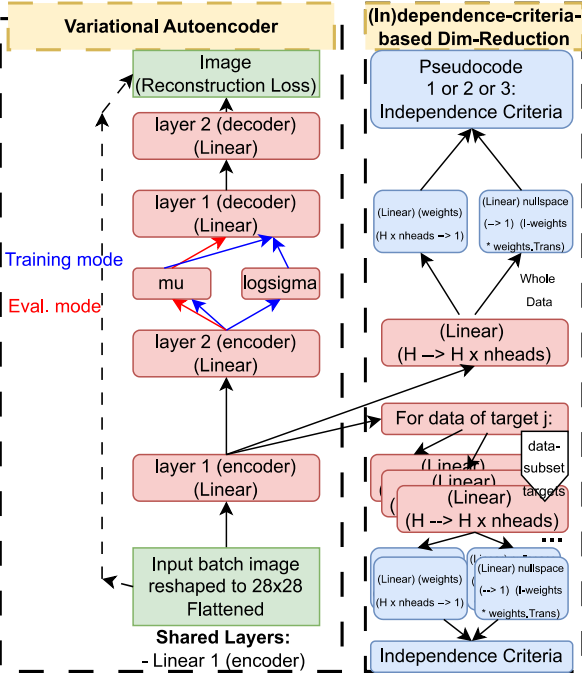 Variational Autoencoder
Image
(Reconstruction Loss)
layer 2 (decoder)
(Linear)
layer 1 (decoder)
(Linear)
Training mode
mu
logsigma
Eval. mode
layer 2 (encoder)
(Linear)
layer 1 (encoder)
(Linear)
Input batch image
reshaped to 28x28
Flattened
Shared Layers:
- Linear 1 (encoder)
(In)dependence-criteria-
based Dim-Reduction
Pseudocode
1 or 2 or 3:
Independence Criteria
(Linear) (weights)
(H x nheads --> 1)
(Linear) nullspace
(--> 1) (I-weights
* weights.Trans)
Whole
Data
(Linear)
(H --> H x nheads)
For data of target j:
data-
subset
targets
(Linear)
(Linear)
(Linear)
(H --> H x nheads)
...
(Linear) (weights)
(H x nheads --> 1)
(Linear) nullspace
(--> 1) (I-weights
* weights.Trans)
Independence Criteria